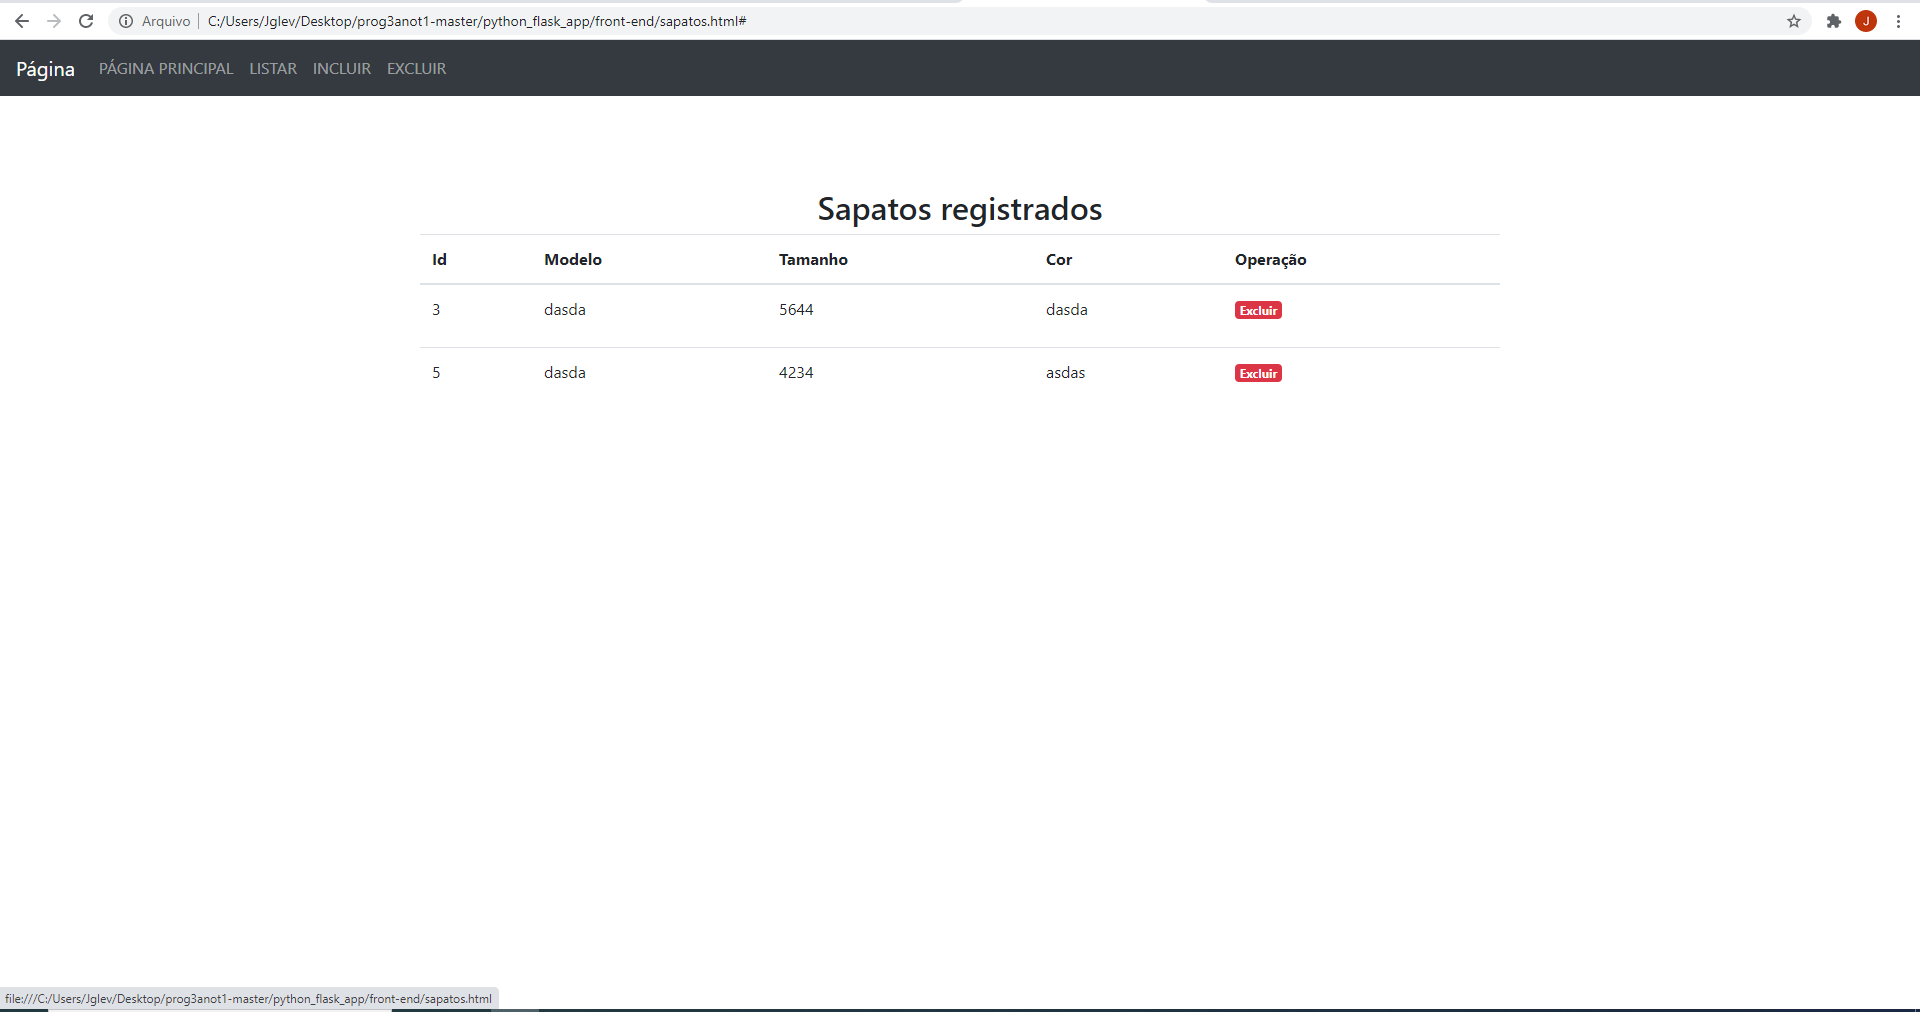 Arquivo C:/Users/Jglev/Desktop/prog3anot1-master/python_flask_app/front-end/sapatos.html#
J
Página PÁGINA PRINCIPAL LISTAR INCLUIR EXCLUIR
Sapatos registrados
Id Modelo Tamanho Cor Operação
3 dasda 5644 dasda Excluir
5 dasda 4234 asdas Excluir
file:///C:/Users/Jglev/Desktop/prog3anot1-master/python_flask_app/front-end/sapatos.html